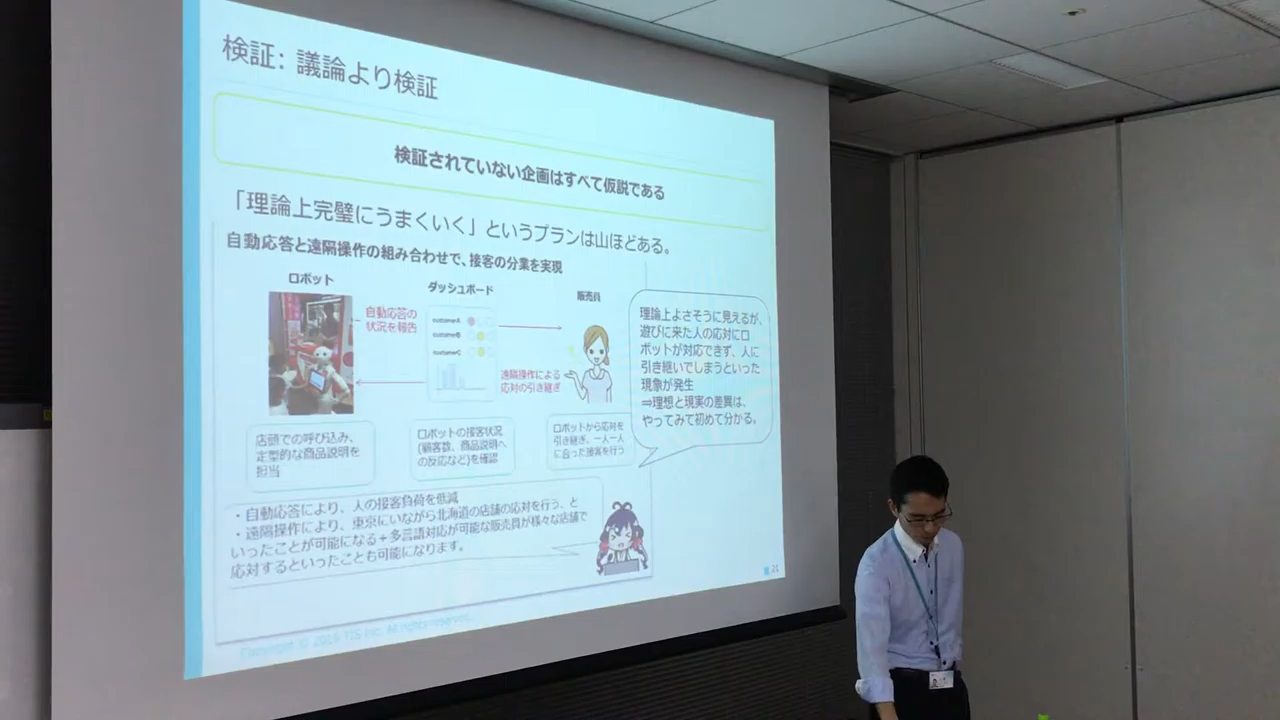 検証: 議論より検証
検証されていない企画はすべて仮説である
「理論上完璧にうまくいく」というプランは山ほどある。
自動応答と遠隔操作の組み合わせで、接客の分業を実現
ロボット
ダッシュボード
販売員
自動応答の
状況を報告
customerA
customerB
customerC
遠隔操作による
応対の引き継ぎ
店頭での呼び込み、
定型的な商品説明を
担当
ロボットの接客状況
(顧客数、商品説明へ
の反応など)を確認
ロボットから応対を
引き継ぎ、一人一人
に合った接客を行う
理論上よさそうに見えるが、
遊びに来た人の応対にロ
ボットが対応できず、人に
引き継いでしまうといった
現象が発生
⇒理想と現実の差異は、
やってみて初めて分かる。
・自動応答により、人の接客負荷を低減
・遠隔操作により、東京にいながら北海道の店舗の応対を行う、と
いったことが可能になる＋多言語対応が可能な販売員が様々な店舗で
応対するといったことも可能になります。
21
Copyright © 2016 TIS Inc. All rights reserved.